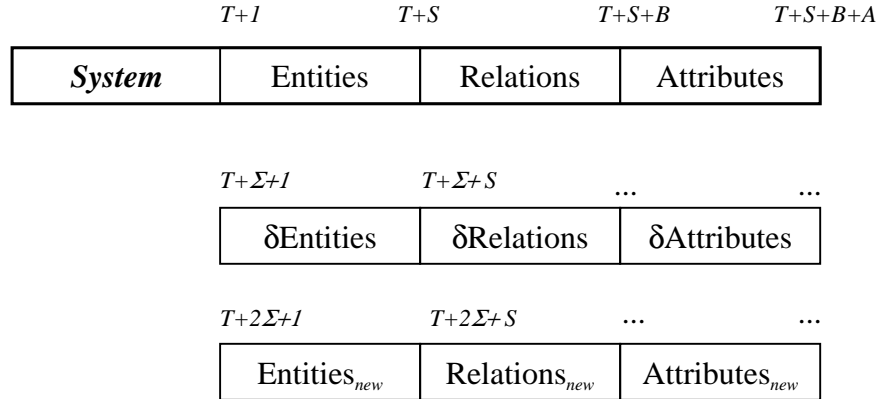 T+1 T+S T+S+B T+S+B+A
System Entities Relations Attributes
T+Σ+1 T+Σ+S ... ...
δEntities δRelations δAttributes
T+2Σ+1 T+2Σ+S ... ...
Entitiesnew Relationsnew Attributesnew